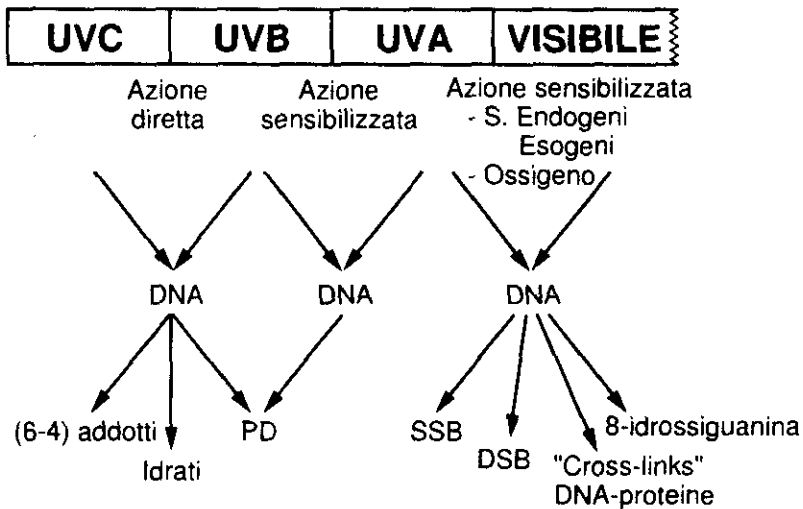 UVC UVB UVA VISIBILE
Azione
diretta
Azione
sensibilizzata
Azione sensibilizzata
- S. Endogeni
Esogeni
- Ossigeno
DNA DNA DNA
(6-4) addotti
Idrati
PD
SSB
DSB
"Cross-links"
DNA-proteine
8-idrossiguanina